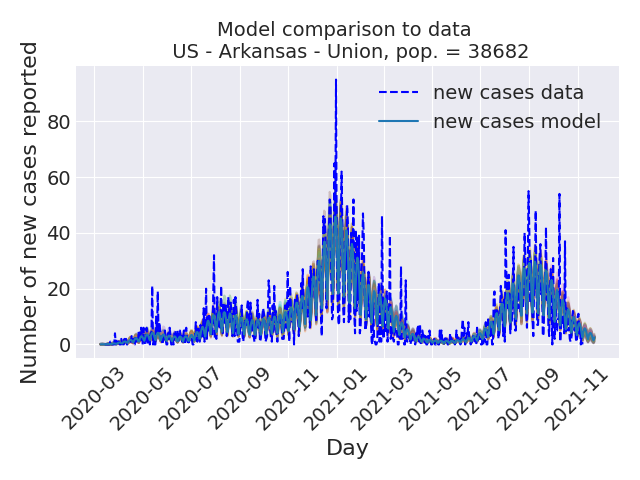 Model comparison to data
US - Arkansas - Union, pop. = 38682
Number of new cases reported
80
60
40
20
0
new cases data
new cases model
2020-03
2020-05
2020-07
2020-09
2020-11
2021-01
2021-03
2021-05
2021-07
2021-09
2021-11
Day